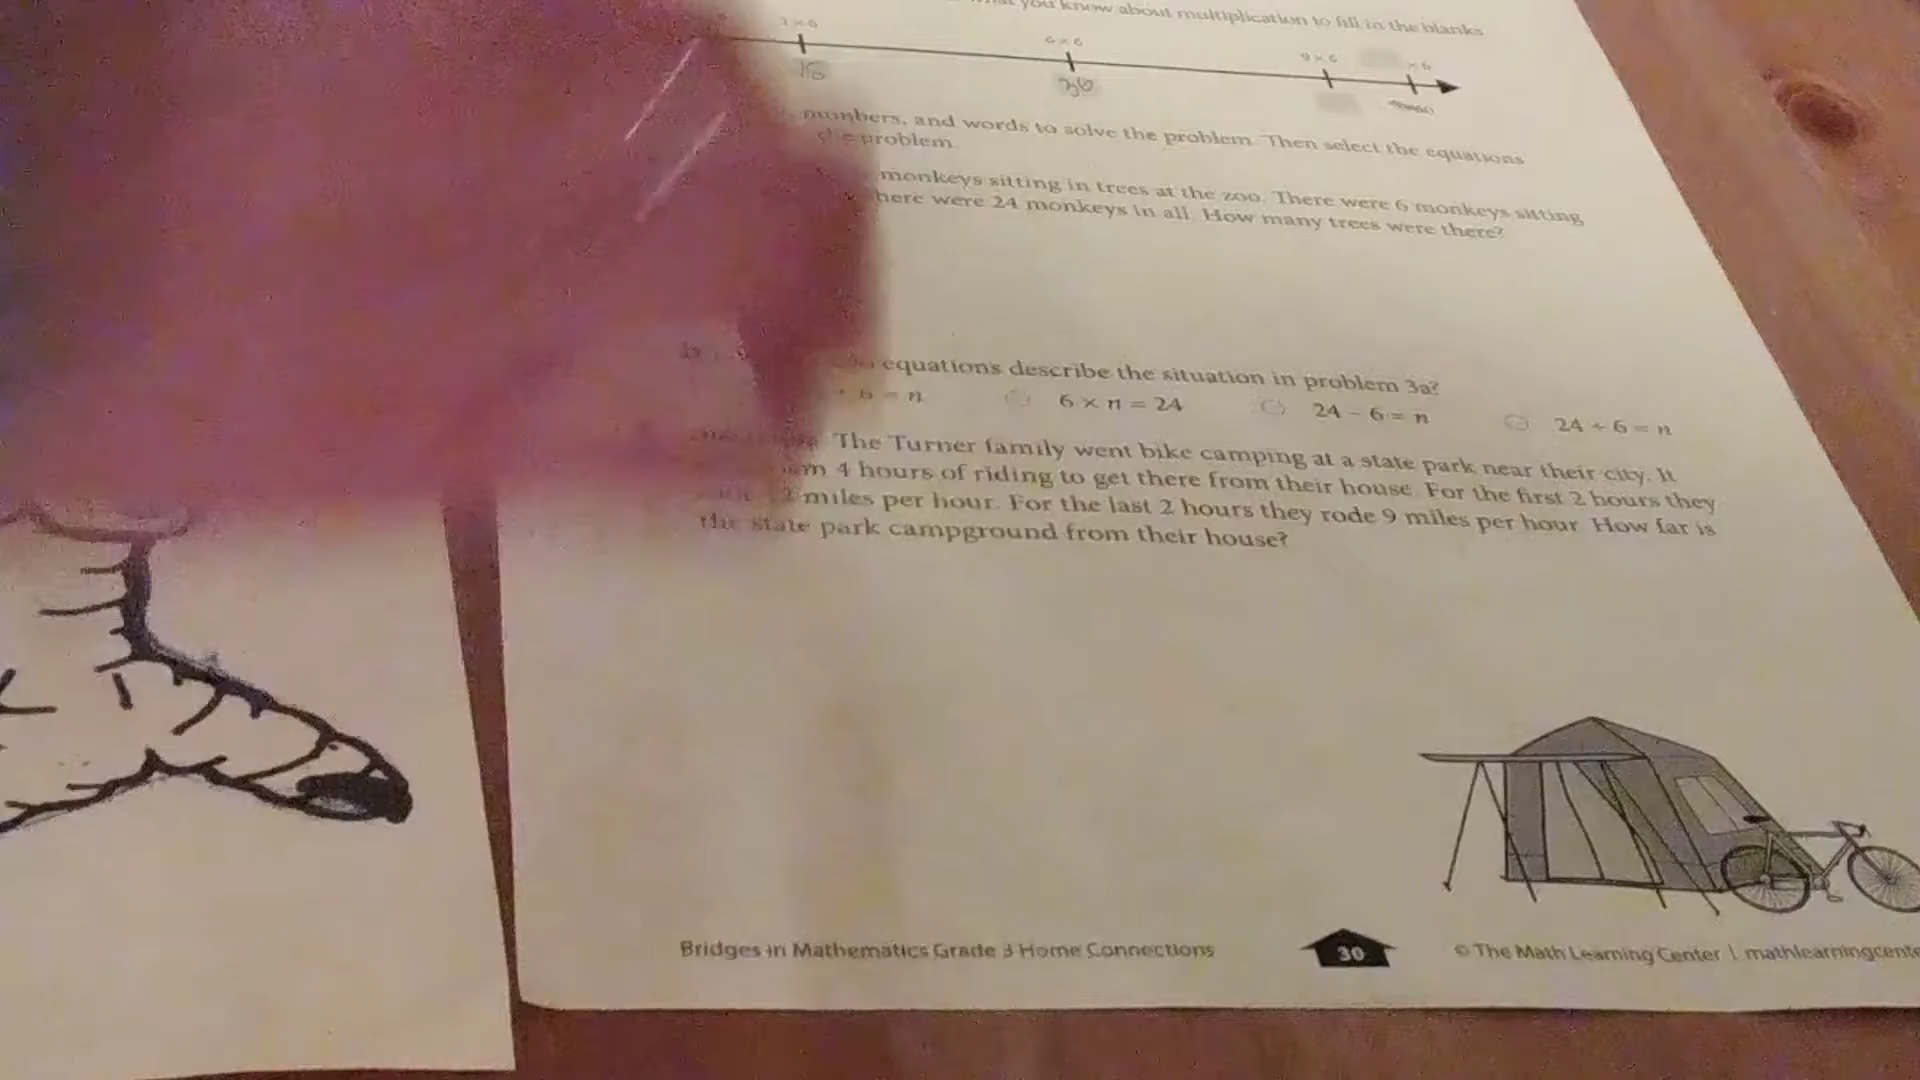 you know about multiplication to fill in the blanks
3×6 6×6 9×6 ×6
18 36 60
numbers, and words to solve the problem. Then select the equations
the problem.
monkeys sitting in trees at the zoo. There were 6 monkeys sitting
here were 24 monkeys in all. How many trees were there?
equations describe the situation in problem 3a?
6 = n 6 × n = 24 24 – 6 = n 24 ÷ 6 = n
The Turner family went bike camping at a state park near their city. It
4 hours of riding to get there from their house. For the first 2 hours they
miles per hour. For the last 2 hours they rode 9 miles per hour. How far is
the state park campground from their house?
Bridges in Mathematics Grade 3 Home Connections 30 © The Math Learning Center | mathlearningcente